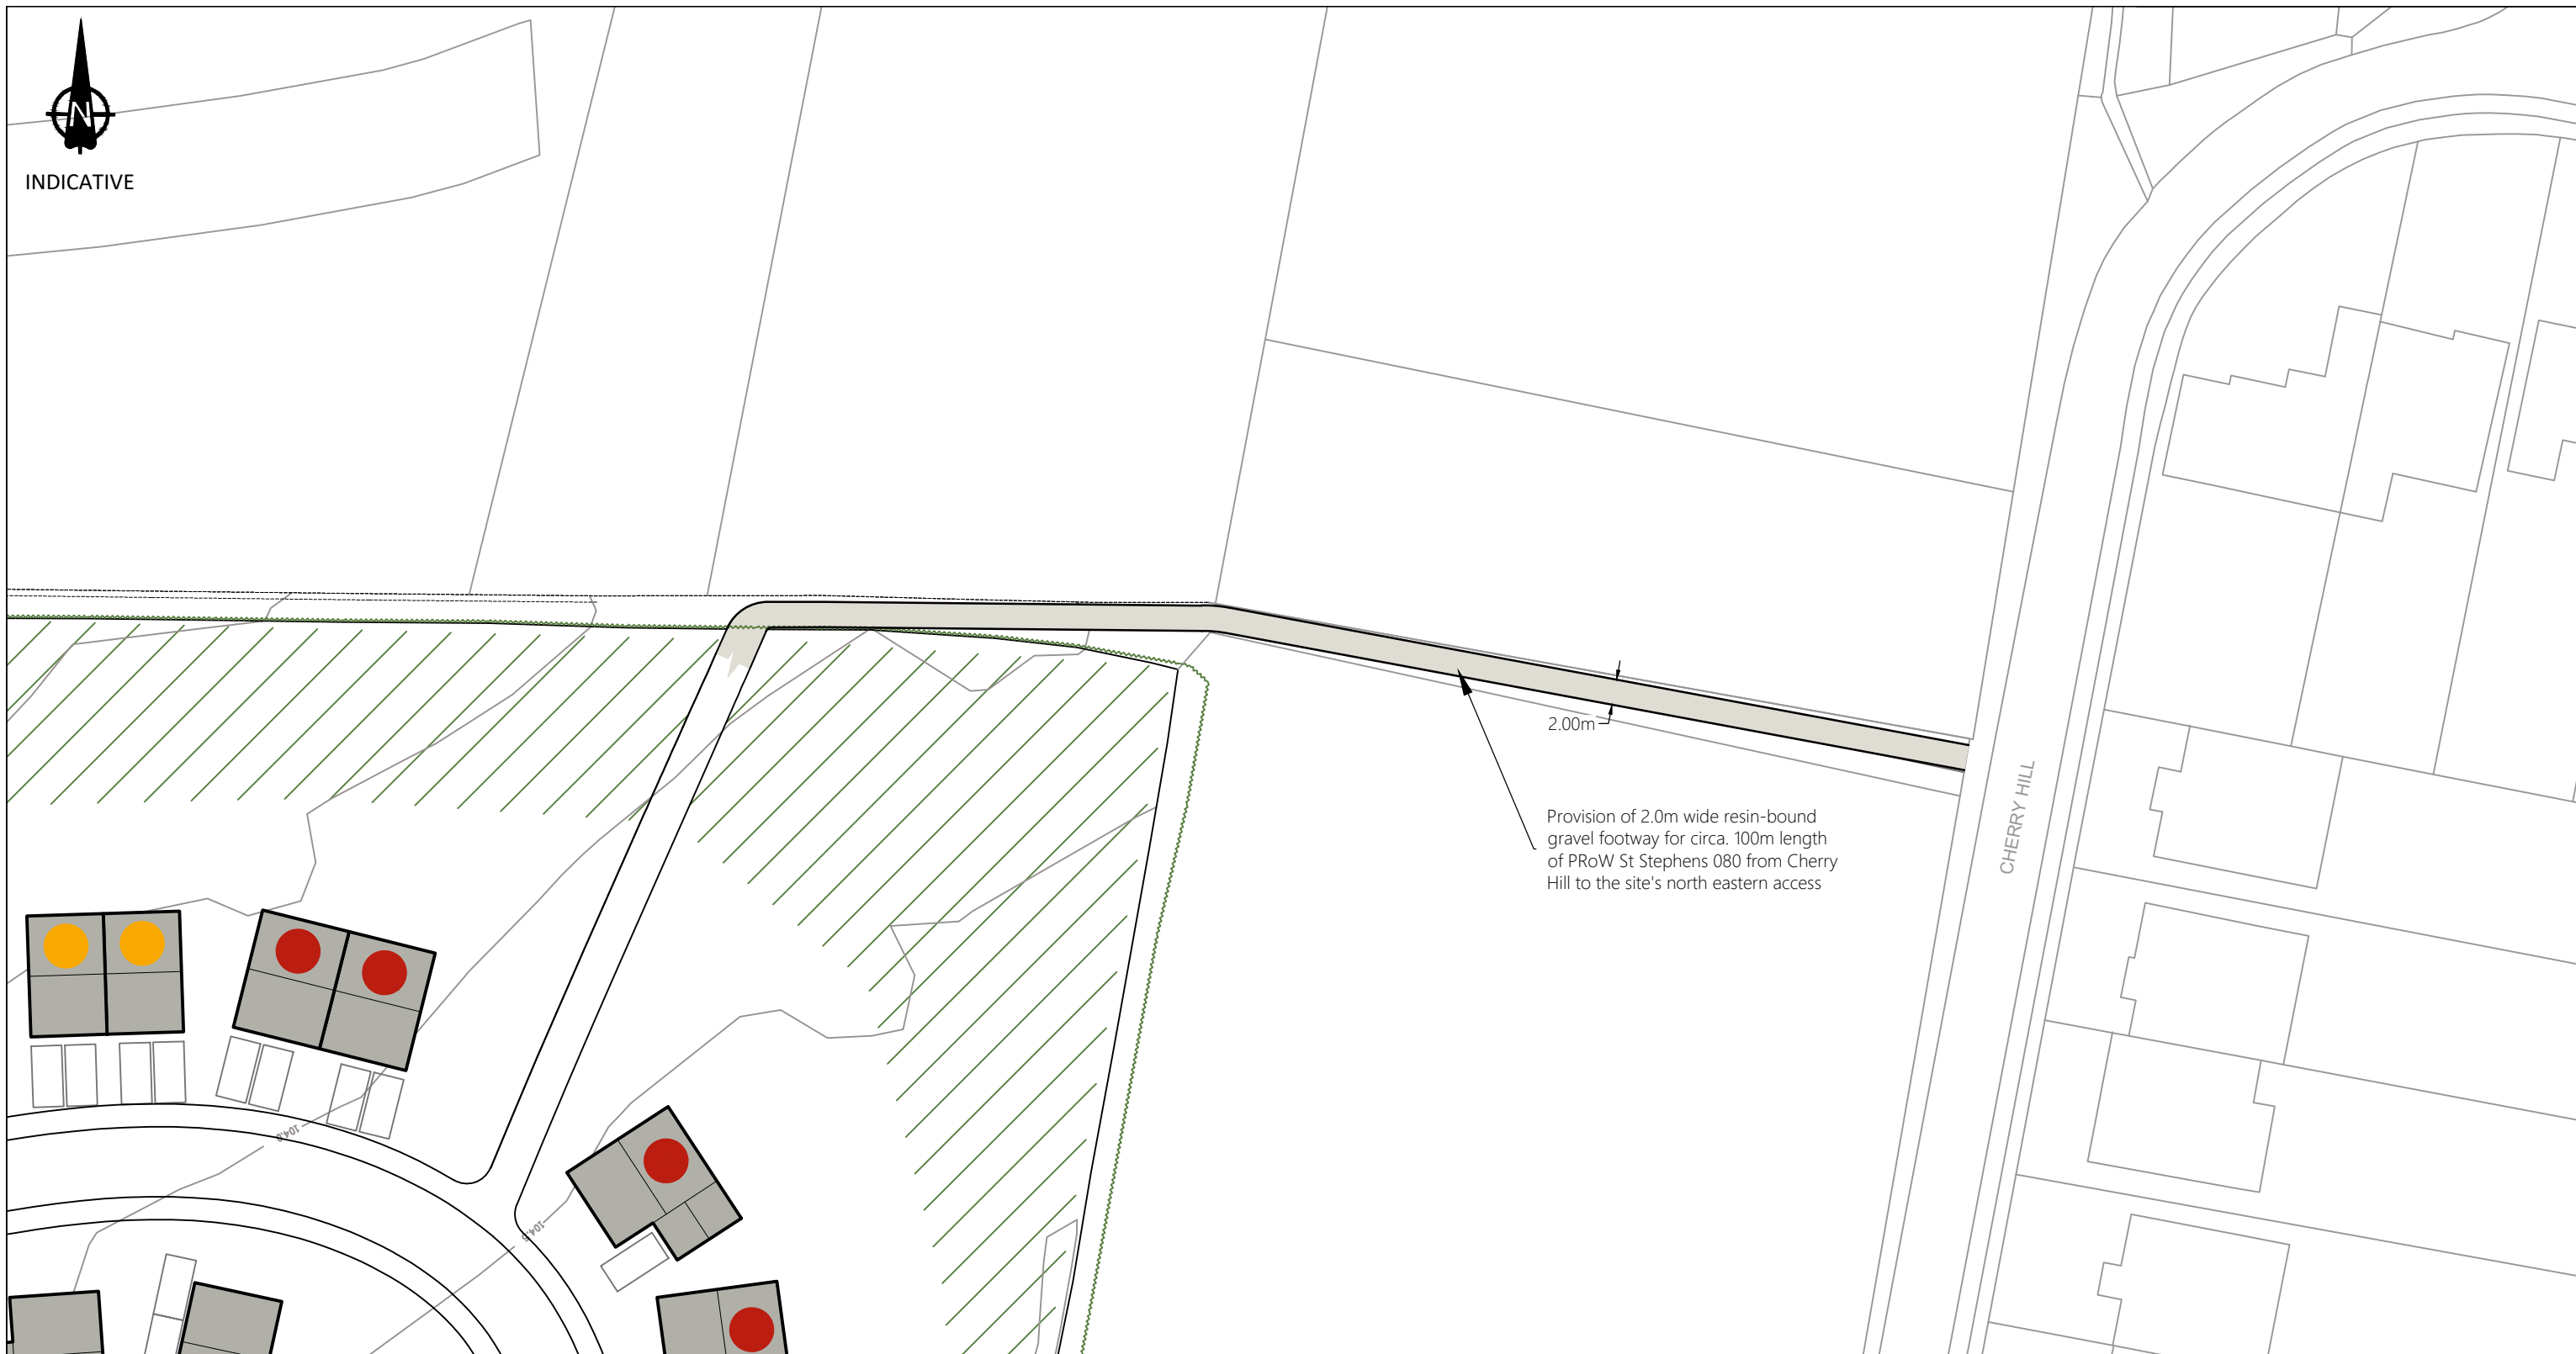 N
INDICATIVE
2.00m
Provision of 2.0m wide resin-bound
gravel footway for circa. 100m length
of PRoW St Stephens 080 from Cherry
Hill to the site's north eastern access
CHERRY HILL